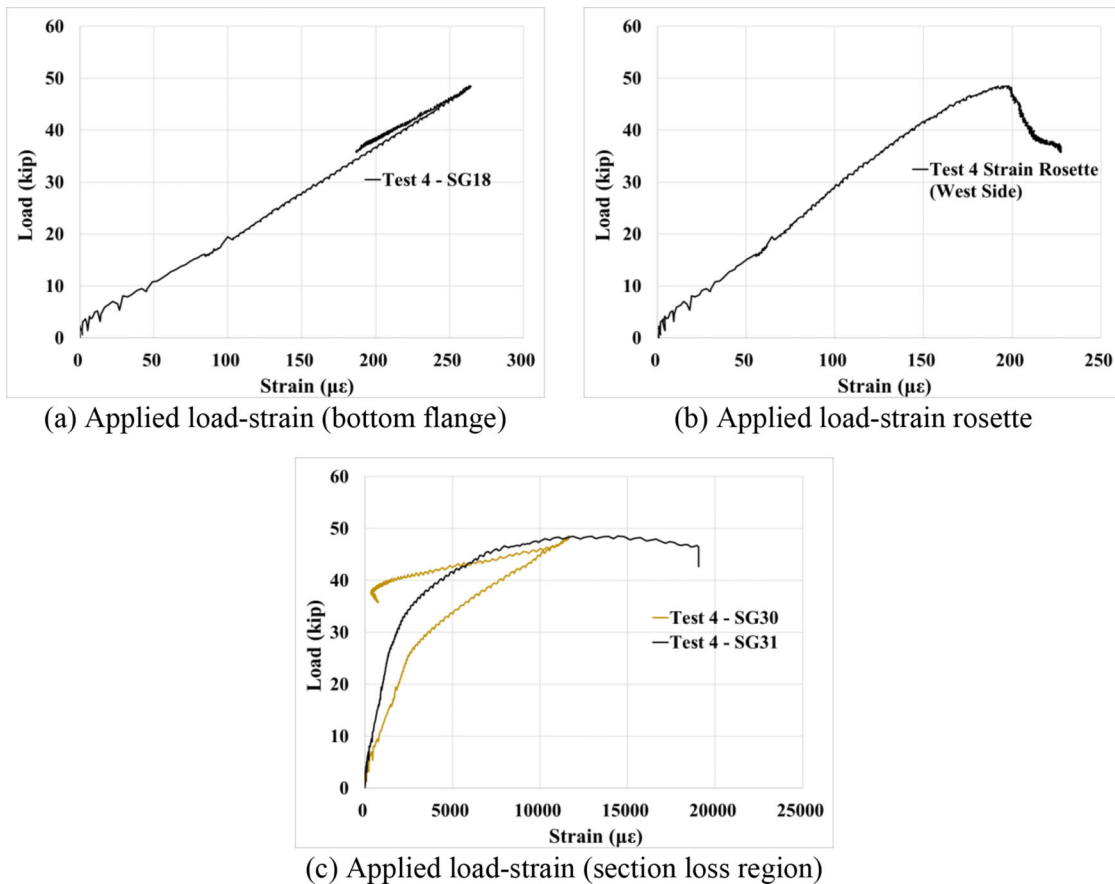 60
50
40
30
20
10
0
Load (kip)
Test 4 - SG18
0 50 100 150 200 250 300
Strain (με)
(a) Applied load-strain (bottom flange)
60
50
40
30
20
10
0
Load (kip)
Test 4 Strain Rosette
(West Side)
0 50 100 150 200 250
Strain (με)
(b) Applied load-strain rosette
60
50
40
30
20
10
0
Load (kip)
Test 4 - SG30
Test 4 - SG31
0 5000 10000 15000 20000 25000
Strain (με)
(c) Applied load-strain (section loss region)